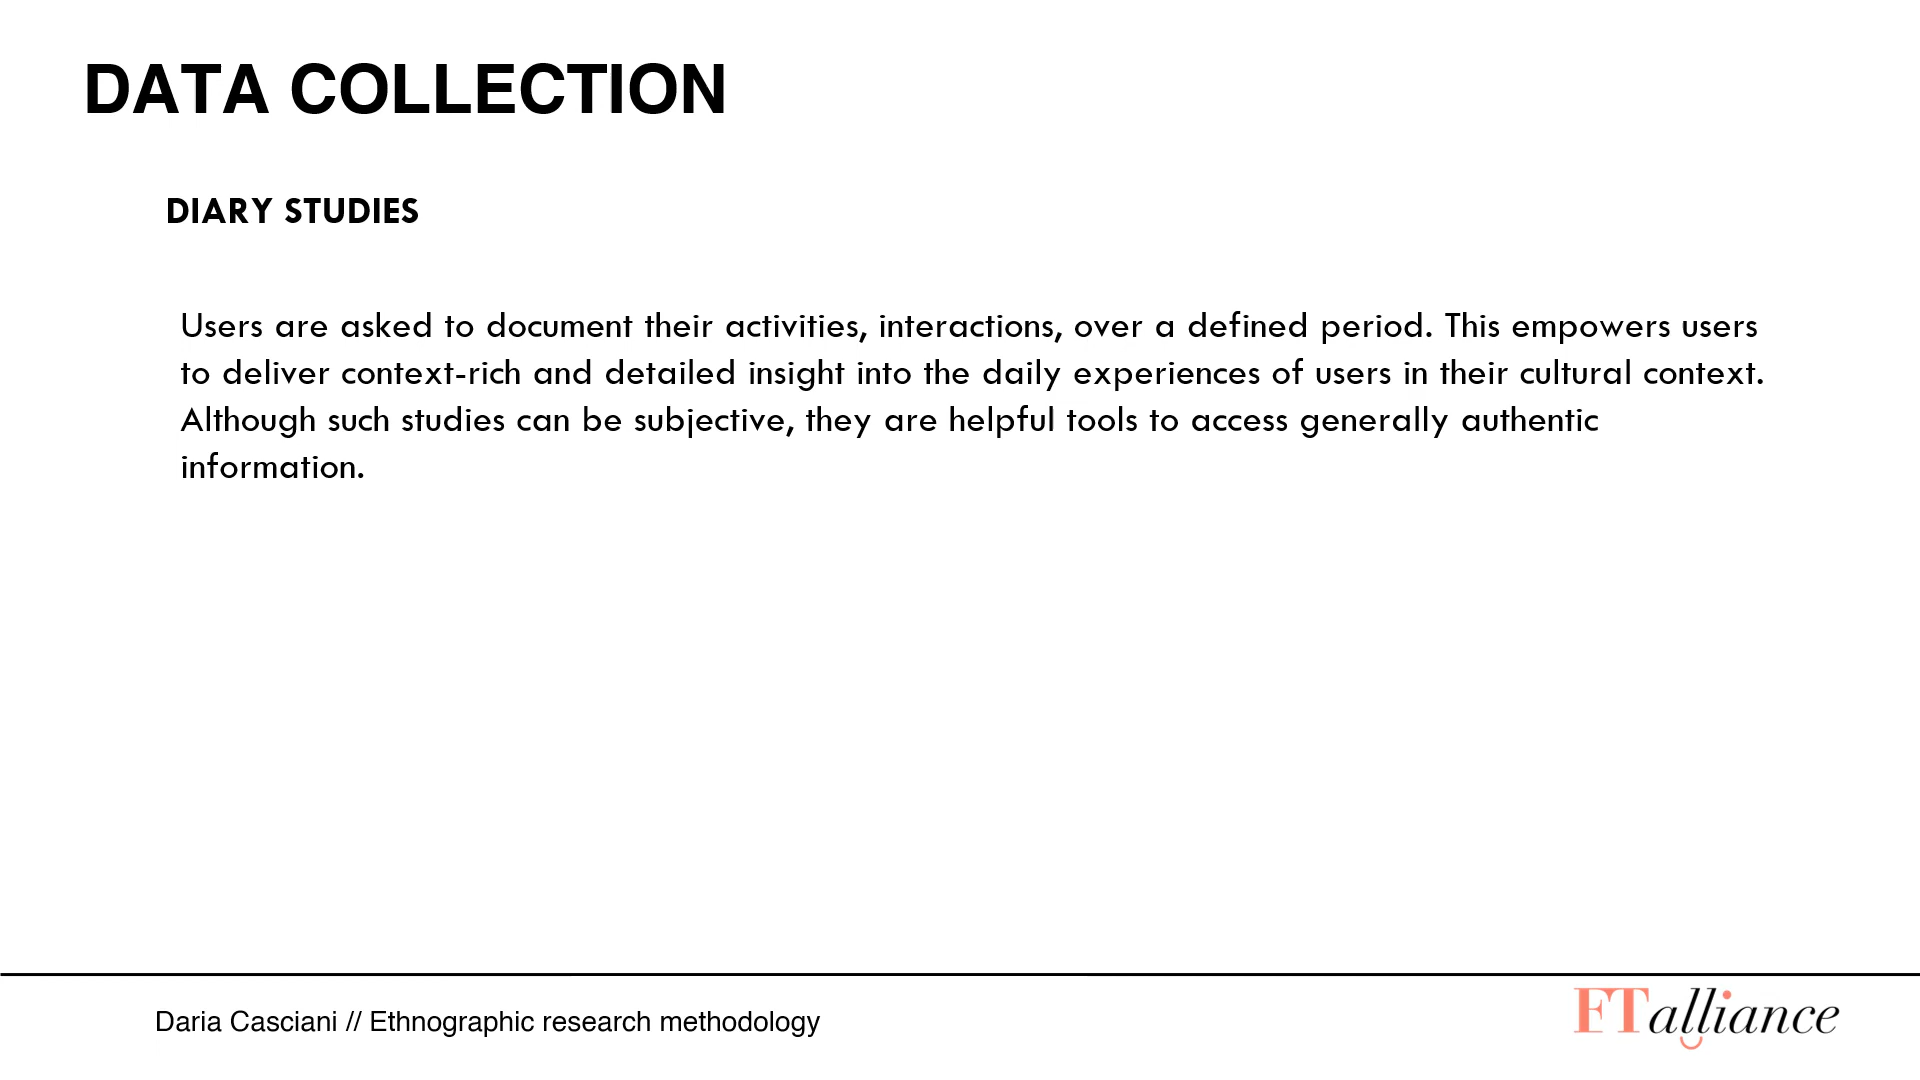 DATA COLLECTION
DIARY STUDIES
Users are asked to document their activities, interactions, over a defined period. This empowers users
to deliver context-rich and detailed insight into the daily experiences of users in their cultural context.
Although such studies can be subjective, they are helpful tools to access generally authentic
information.
Daria Casciani // Ethnographic research methodology
FTalliance